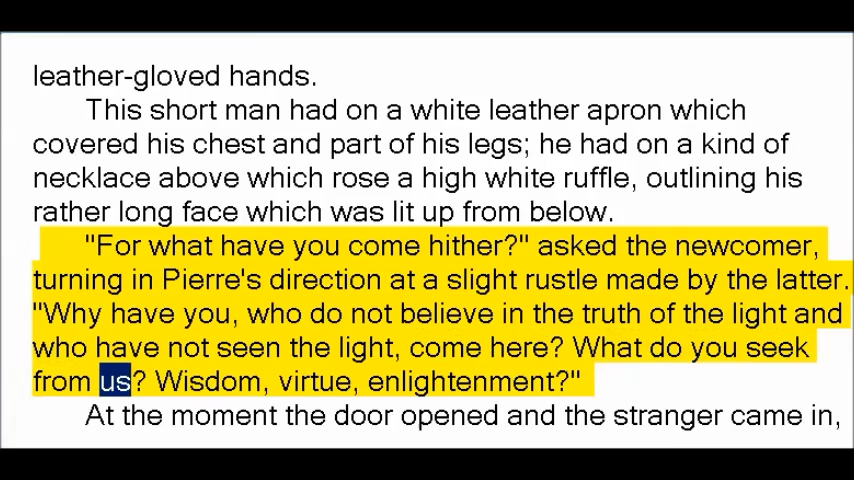 leather-gloved hands.
This short man had on a white leather apron which
covered his chest and part of his legs; he had on a kind of
necklace above which rose a high white ruffle, outlining his
rather long face which was lit up from below.
"For what have you come hither?" asked the newcomer,
turning in Pierre's direction at a slight rustle made by the latter.
"Why have you, who do not believe in the truth of the light and
who have not seen the light, come here? What do you seek
from us? Wisdom, virtue, enlightenment?"
At the moment the door opened and the stranger came in,